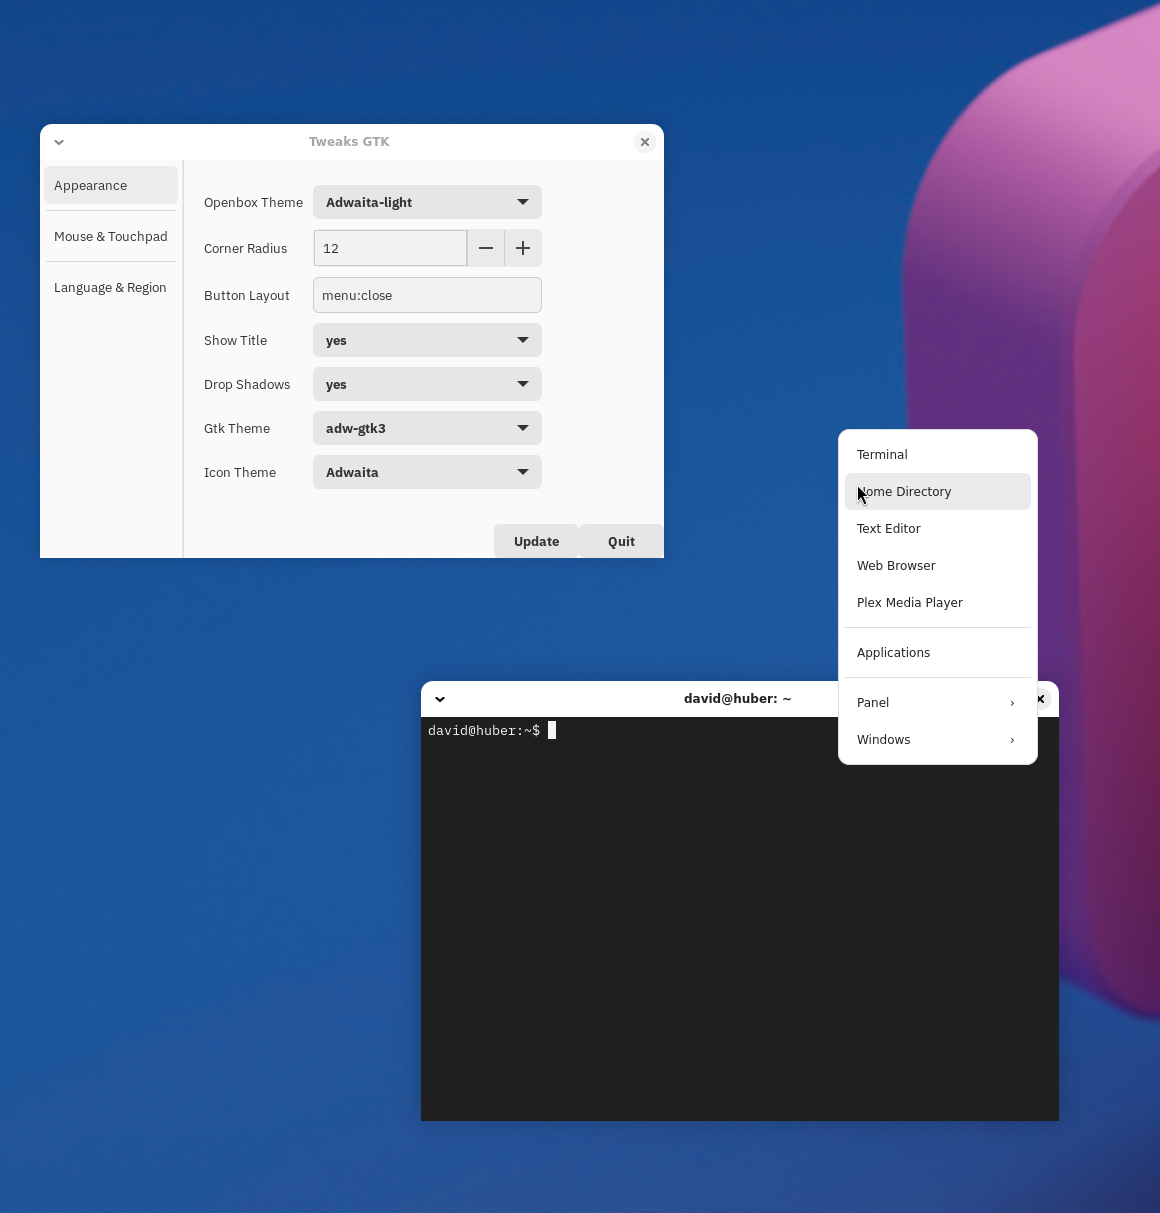 Tweaks GTK
Appearance
Mouse & Touchpad
Language & Region
Openbox Theme Adwaita-light
Corner Radius 12
Button Layout menu:close
Show Title yes
Drop Shadows yes
Gtk Theme adw-gtk3
Icon Theme Adwaita
Update Quit
Terminal
Home Directory
Text Editor
Web Browser
Plex Media Player
Applications
Panel
Windows
david@huber: ~
david@huber:~$